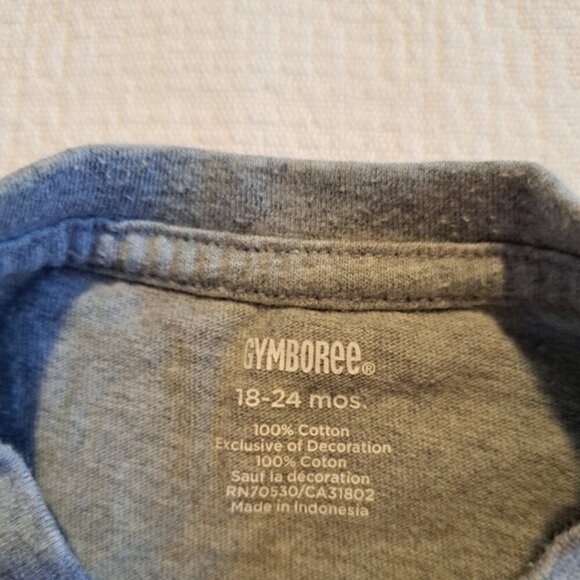 GYMBOREE®
18-24 mos.
100% Cotton
Exclusive of Decoration
100% Coton
Sauf la décoration
RN70530/CA31802
Made in Indonesia